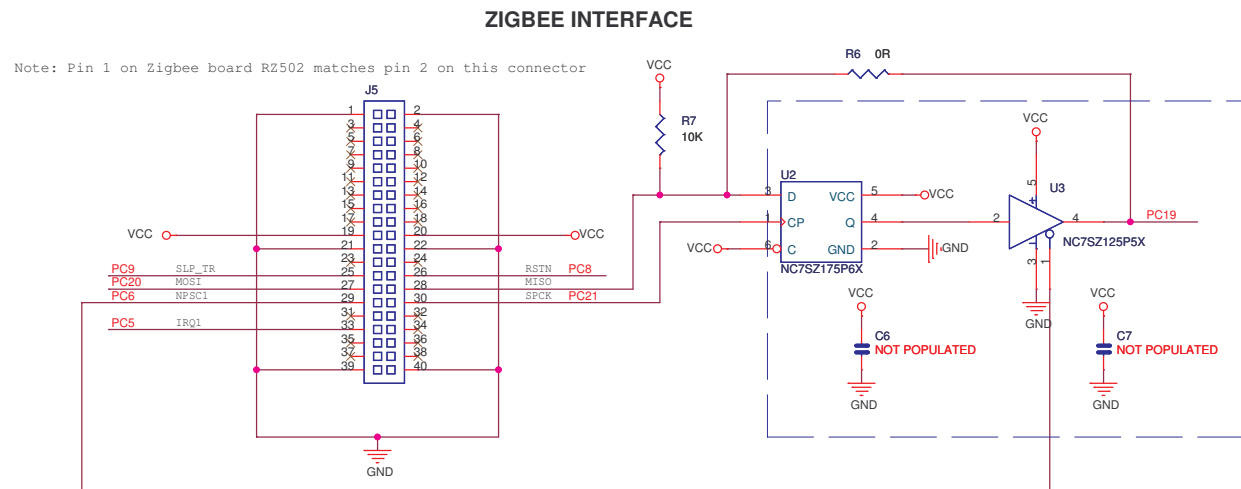 ZIGBEE INTERFACE
Note: Pin 1 on Zigbee board RZ502 matches pin 2 on this connector
R6 0R
VCC
J5
R7
10K
VCC
1 2
3 4
5 6
7 8
9 10
11 12
13 14
15 16
17 18
VCC 19 20 VCC
21 22
23 24
PC9 SLP_TR 25 26 RSTN PC8
PC20 MOSI 27 28 MISO
PC6 NPSC1 29 30 SPCK PC21
31 32
PC5 IRQ1 33 34
35 36
37 38
39 40
GND
U2
3 D VCC 5 VCC
1 CP Q 4
VCC 6 C GND 2 GND
NC7SZ175P6X
5
U3
2 4 PC19
NC7SZ125P5X
3 1
GND
VCC
C6
NOT POPULATED
GND
VCC
C7
NOT POPULATED
GND